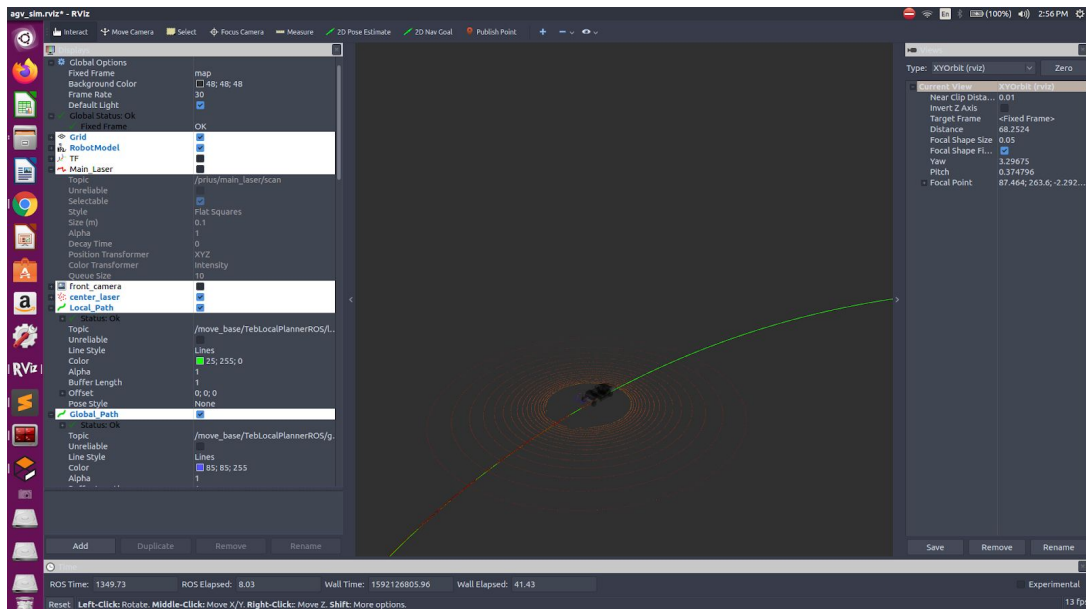 agv_sim.rviz* - RViz
En (100%) 2:56 PM
Interact Move Camera Select Focus Camera Measure 2D Pose Estimate 2D Nav Goal Publish Point
Displays
Global Options
Fixed Frame map
Background Color 48; 48; 48
Frame Rate 30
Default Light
Global Status: Ok
Fixed Frame OK
Grid
RobotModel
TF
Main_Laser
Topic /prius/main_laser/scan
Unreliable
Selectable
Style Flat Squares
Size (m) 0.1
Alpha 1
Decay Time 0
Position Transformer XYZ
Color Transformer Intensity
Queue Size 10
front_camera
center_laser
Local_Path
Status: Ok
Topic /move_base/TebLocalPlannerROS/l...
Unreliable
Line Style Lines
Color 25; 255; 0
Alpha 1
Buffer Length 1
Offset 0; 0; 0
Pose Style None
Global_Path
Status: Ok
Topic /move_base/TebLocalPlannerROS/g...
Unreliable
Line Style Lines
Color 85; 85; 255
Alpha 1
Add Duplicate Remove Rename
Views
Type: XYOrbit (rviz) Zero
Current View XYOrbit (rviz)
Near Clip Dista... 0.01
Invert Z Axis
Target Frame <Fixed Frame>
Distance 68.2524
Focal Shape Size 0.05
Focal Shape Fi...
Yaw 3.29675
Pitch 0.374796
Focal Point 87.464; 263.6; -2.292...
Save Remove Rename
RViz
a
Time
ROS Time: 1349.73 ROS Elapsed: 8.03 Wall Time: 1592126805.96 Wall Elapsed: 41.43 Experimental
Reset Left-Click: Rotate. Middle-Click: Move X/Y. Right-Click: Move Z. Shift: More options. 13 fps